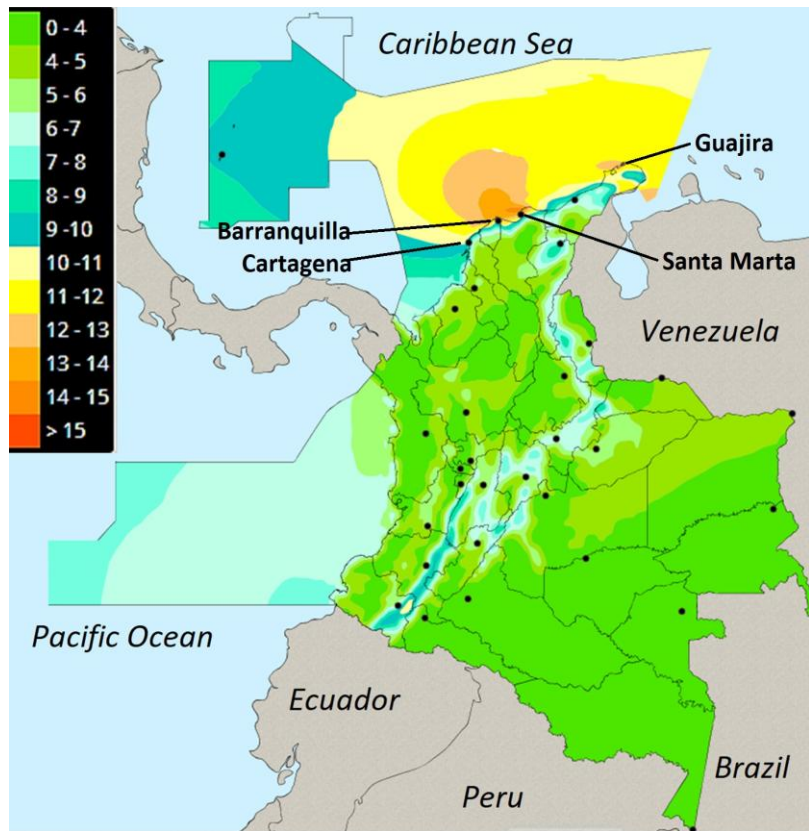 0 - 4
4 - 5
5 - 6
6 - 7
7 - 8
8 - 9
9 - 10
10 - 11
11 - 12
12 - 13
13 - 14
14 - 15
> 15
Caribbean Sea
Guajira
Barranquilla
Cartagena
Santa Marta
Venezuela
Pacific Ocean
Ecuador
Peru
Brazil